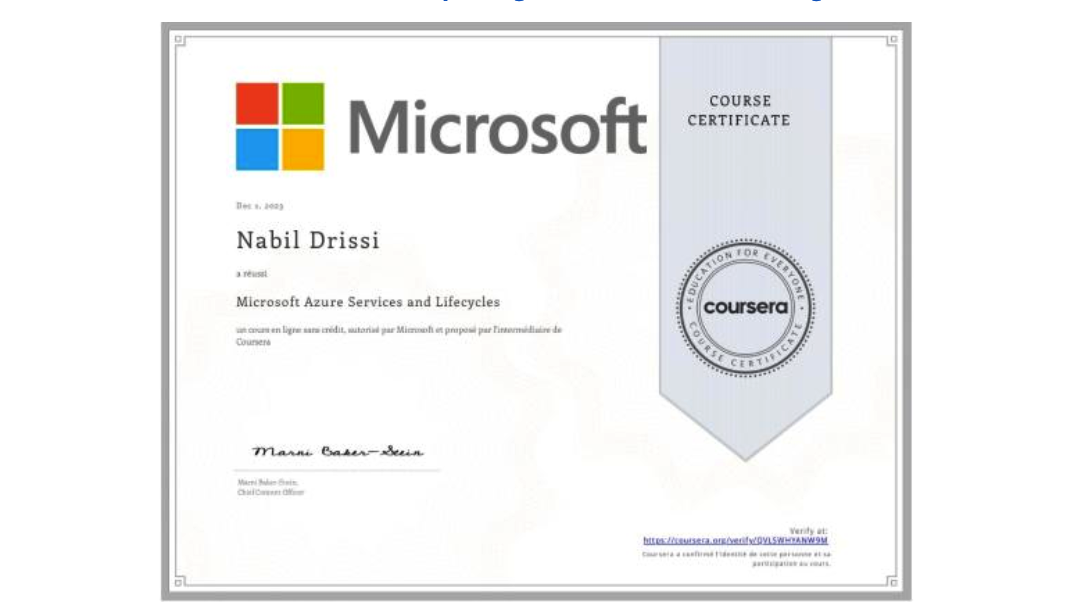 Microsoft
COURSE
CERTIFICATE
Dec 2, 2023
Nabil Drissi
a réussi
Microsoft Azure Services and Lifecycles
un cours en ligne sans crédit, autorisé par Microsoft et proposé par l'intermédiaire de
Coursera
EDUCATION FOR EVERYONE
coursera
COURSE CERTIFICATE
Marni Baker-Stein
Marni Baker-Stein,
Chief Content Officer
Verify at:
https://coursera.org/verify/QVLSWHYANW9M
Coursera a confirmé l'identité de cette personne et sa
participation au cours.